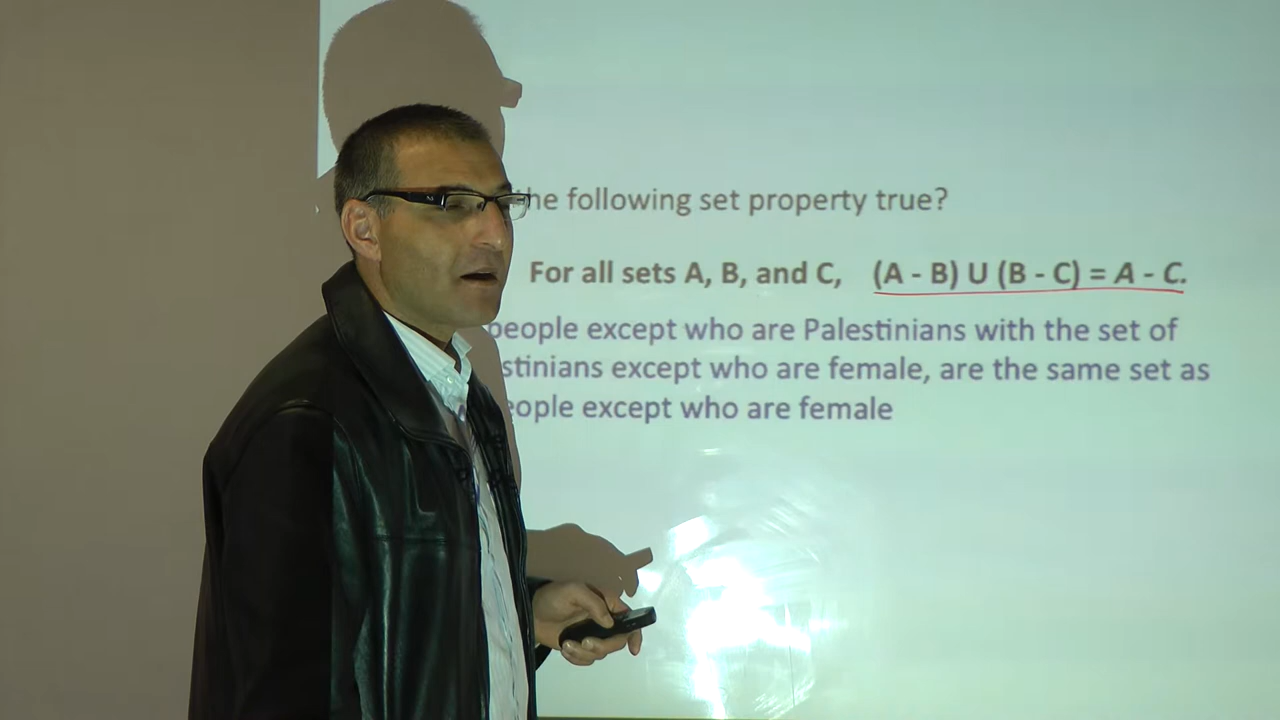 the following set property true?
For all sets A, B, and C, (A - B) U (B - C) = A - C.
people except who are Palestinians with the set of
stinians except who are female, are the same set as
eople except who are female